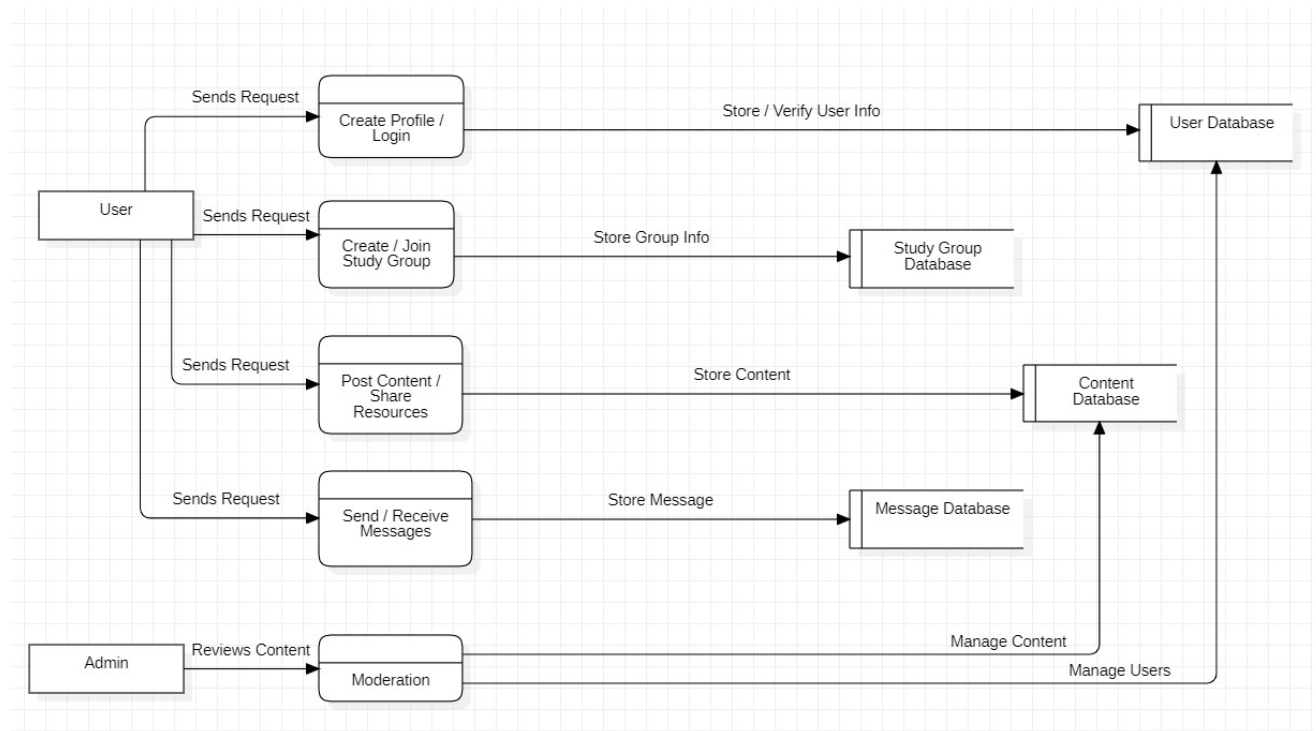 Sends Request
Create Profile /
Login
Store / Verify User Info
User Database
User
Sends Request
Create / Join
Study Group
Store Group Info
Study Group
Database
Sends Request
Post Content /
Share
Resources
Store Content
Content
Database
Sends Request
Send / Receive
Messages
Store Message
Message Database
Admin
Reviews Content
Moderation
Manage Content
Manage Users